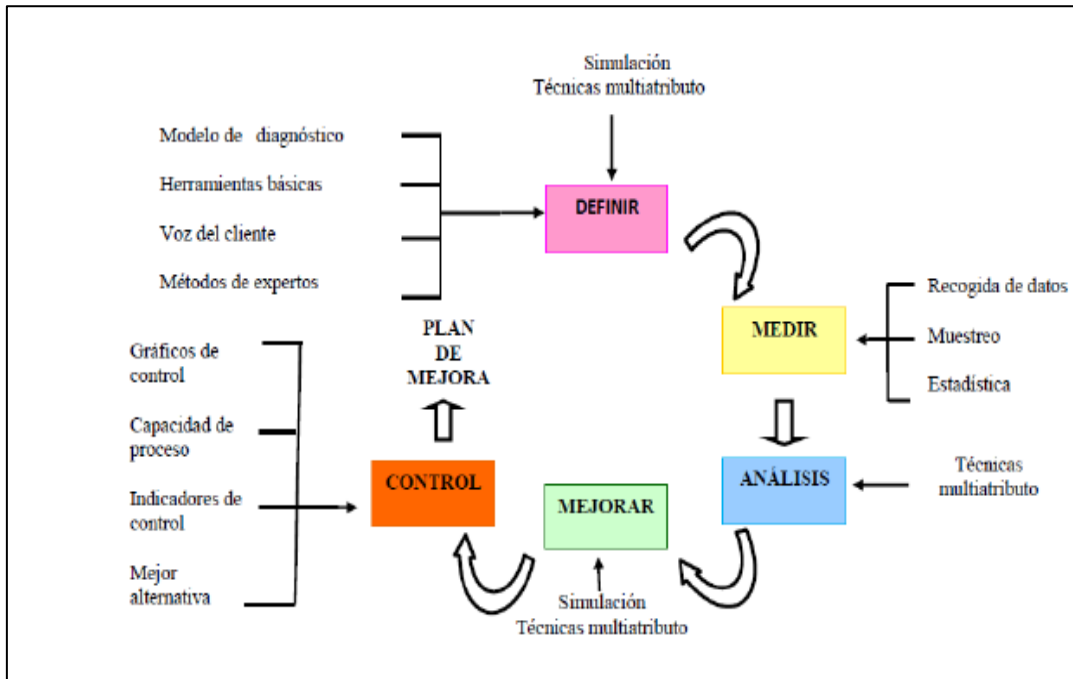 Simulación
Técnicas multiatributo
Modelo de diagnóstico
Herramientas básicas
Voz del cliente
Métodos de expertos
DEFINIR
PLAN
DE
MEJORA
MEDIR
Recogida de datos
Muestreo
Estadística
Gráficos de
control
Capacidad de
proceso
Indicadores de
control
Mejor
alternativa
CONTROL
MEJORAR
ANÁLISIS
Técnicas
multiatributo
Simulación
Técnicas multiatributo